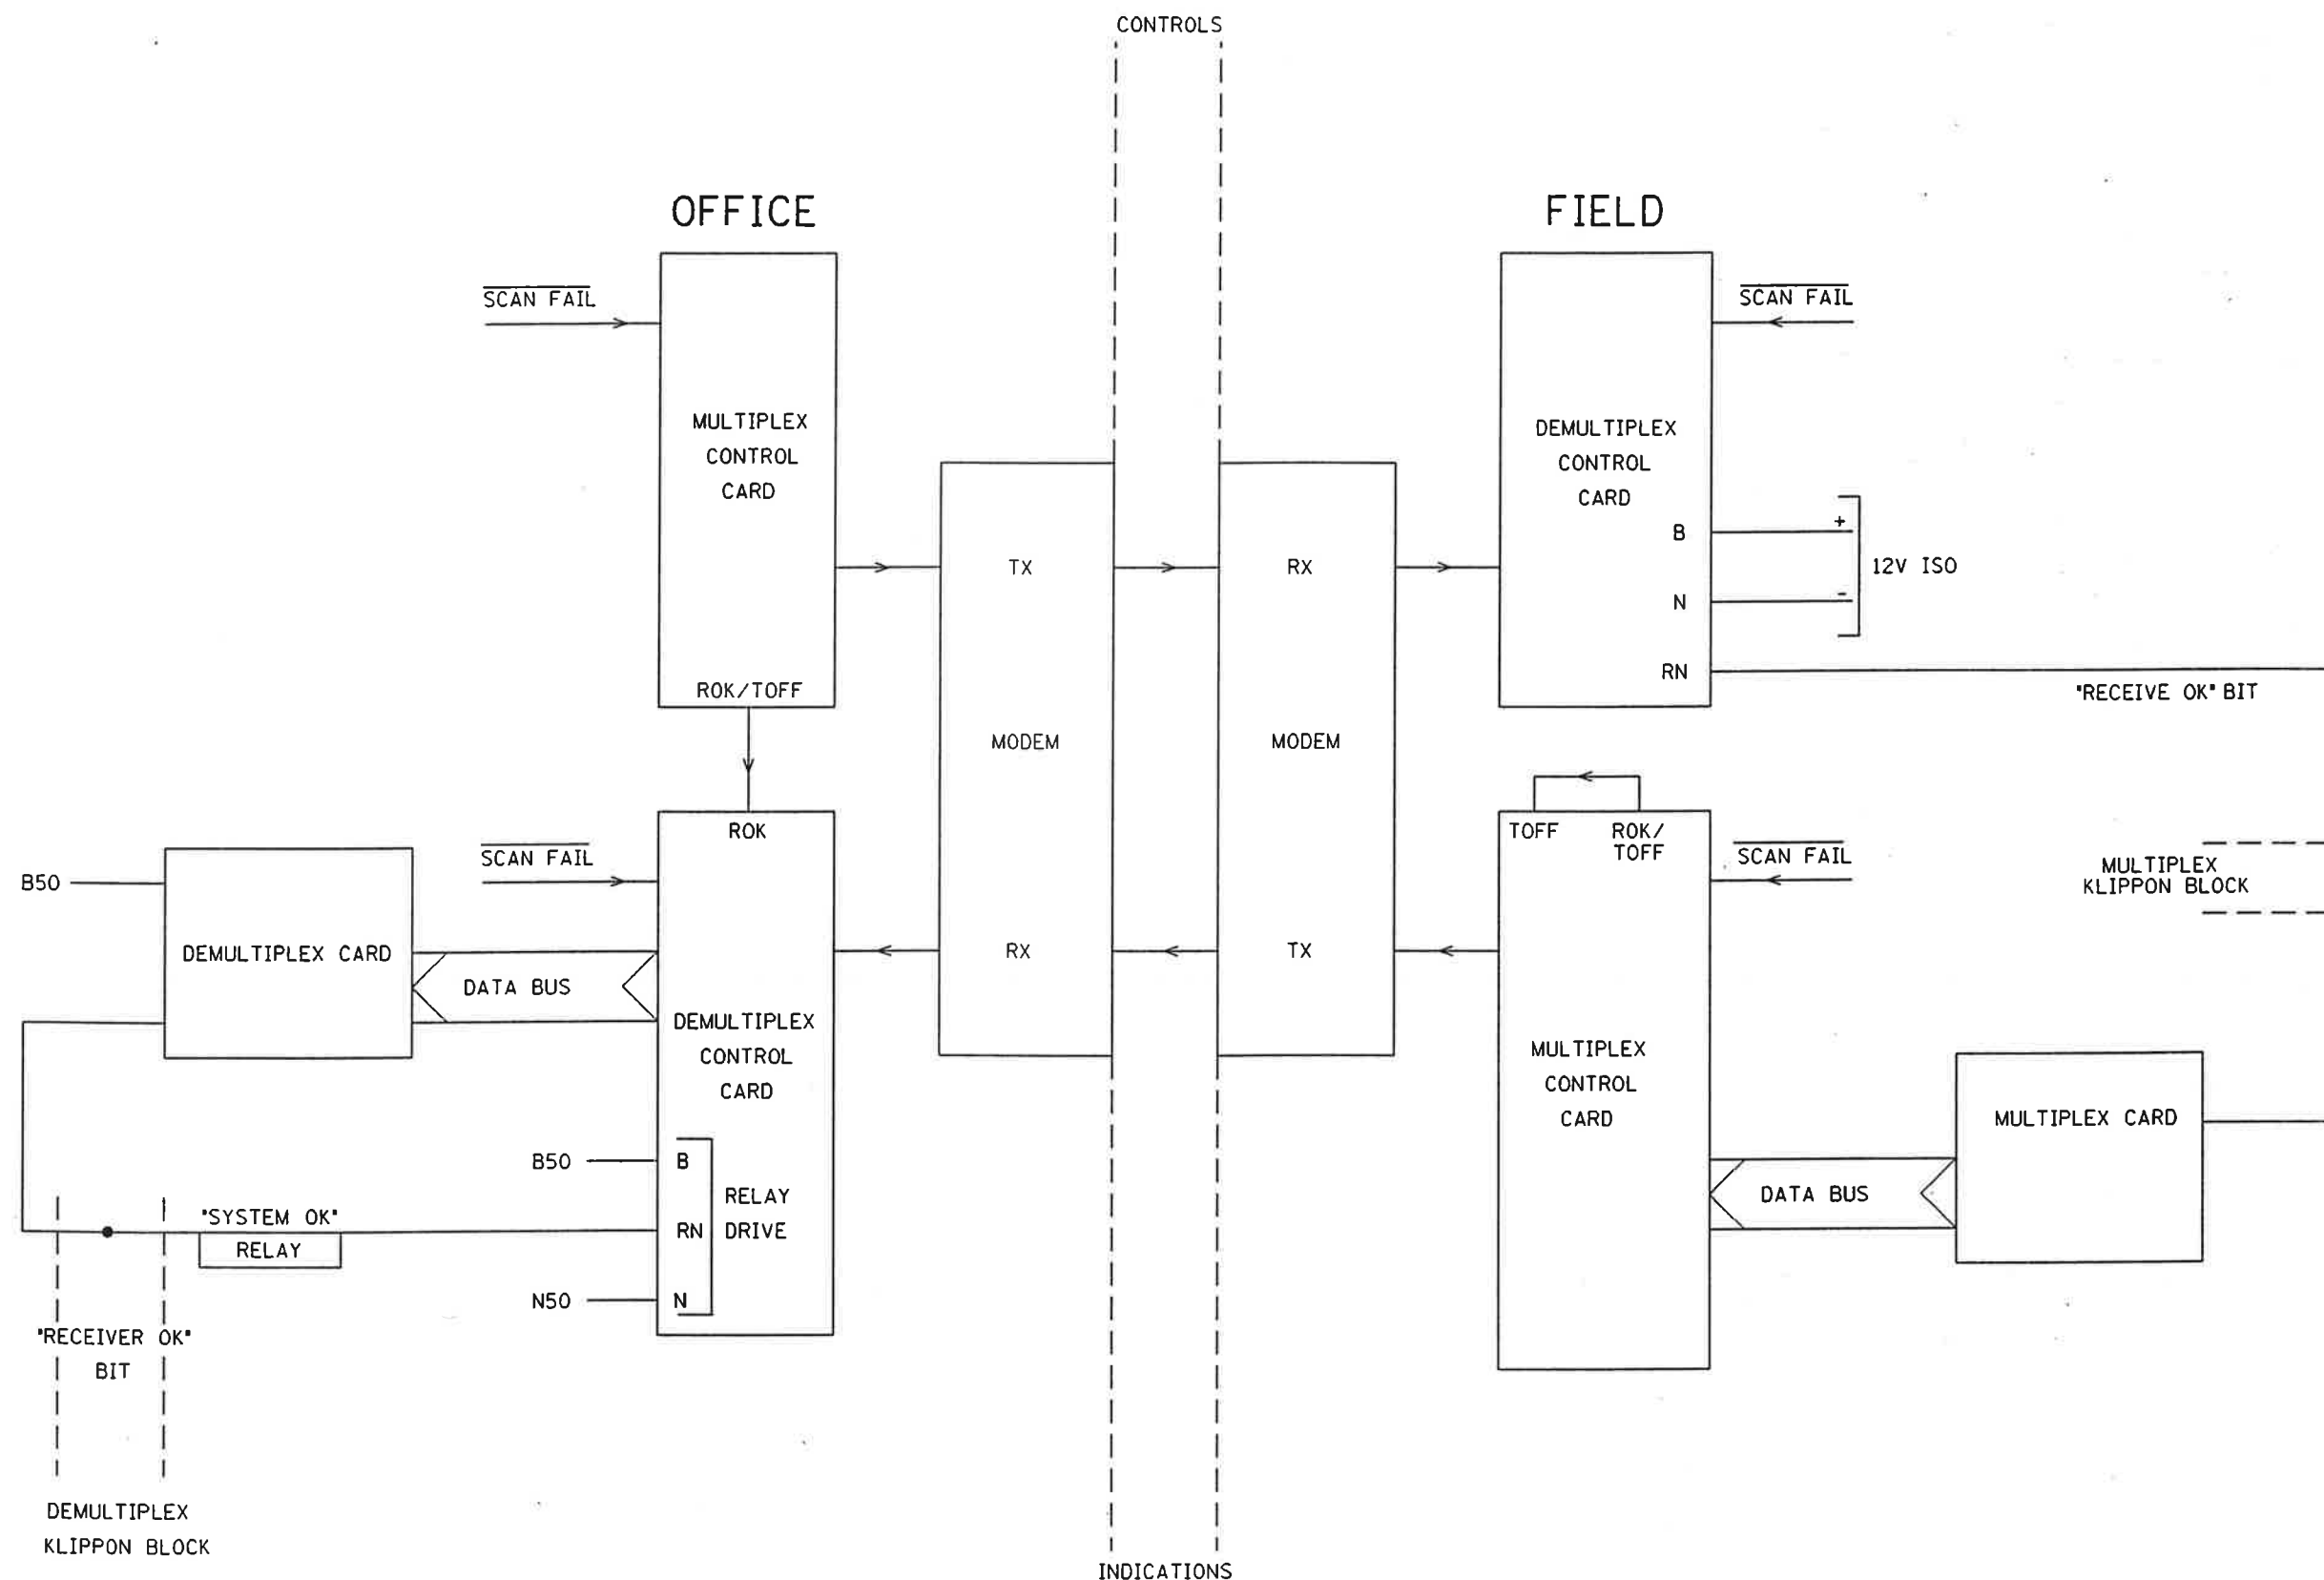 CONTROLS
OFFICE
FIELD
SCAN FAIL
SCAN FAIL
MULTIPLEX
CONTROL
CARD
DEMULTIPLEX
CONTROL
CARD
B
+
TX
RX
12V ISO
N
-
RN
ROK/TOFF
"RECEIVE OK" BIT
MODEM
MODEM
ROK
TOFF
ROK/
TOFF
SCAN FAIL
SCAN FAIL
MULTIPLEX
KLIPPON BLOCK
B50
DEMULTIPLEX CARD
RX
TX
DATA BUS
DEMULTIPLEX
CONTROL
CARD
MULTIPLEX
CONTROL
CARD
MULTIPLEX CARD
B50
B
RELAY
DRIVE
DATA BUS
"SYSTEM OK"
RELAY
RN
N50
N
"RECEIVER OK"
BIT
DEMULTIPLEX
KLIPPON BLOCK
INDICATIONS